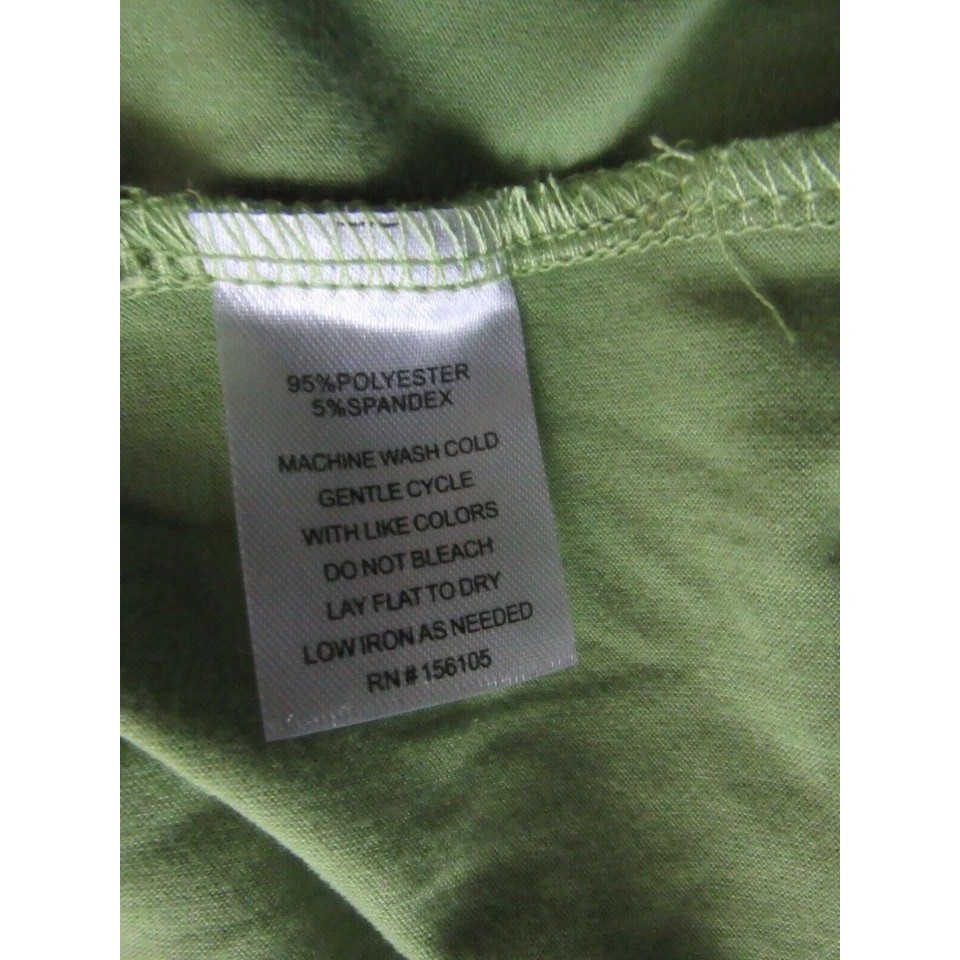 95%POLYESTER
5%SPANDEX
MACHINE WASH COLD
GENTLE CYCLE
WITH LIKE COLORS
DO NOT BLEACH
LAY FLAT TO DRY
LOW IRON AS NEEDED
RN # 156105